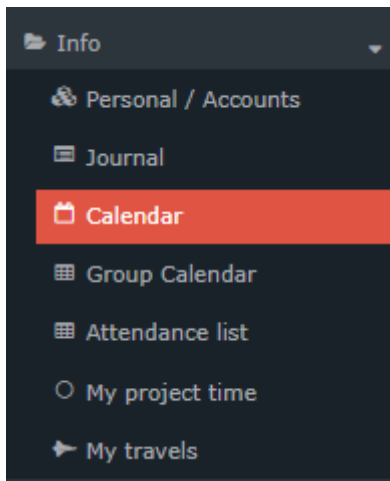 Info
Personal / Accounts
Journal
Calendar
Group Calendar
Attendance list
My project time
My travels